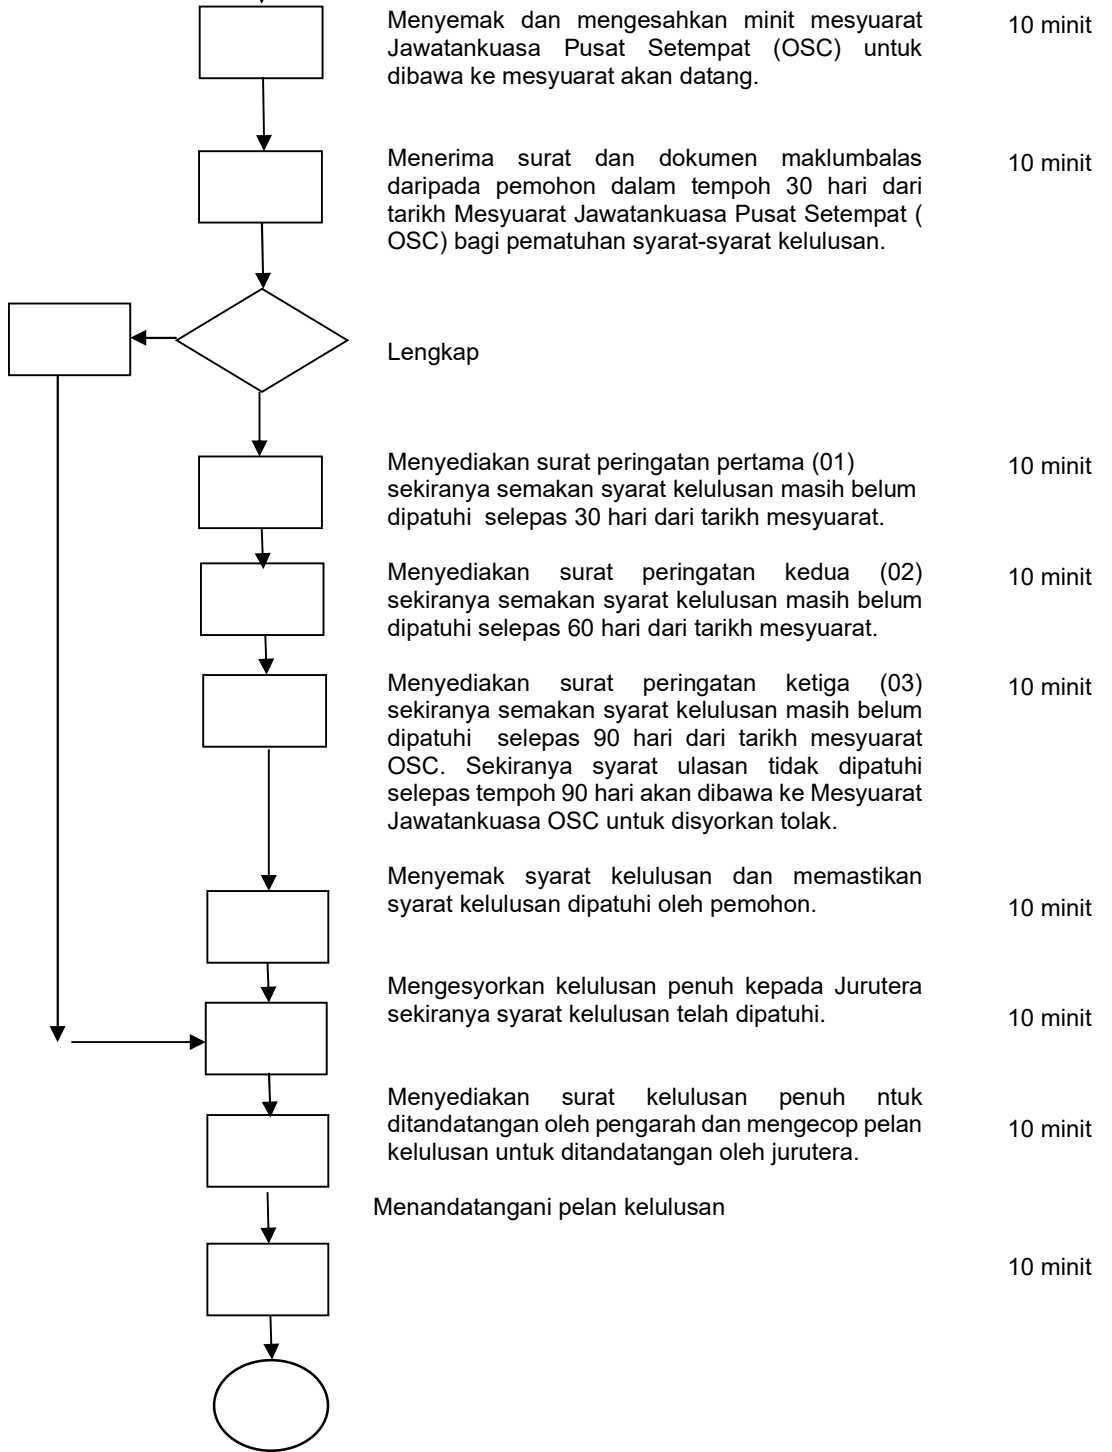 Menyemak dan mengesahkan minit mesyuarat
10 minit
Jawatankuasa Pusat Setempat (OSC) untuk
dibawa ke mesyuarat akan datang.
Menerima surat dan dokumen maklumbalas
10 minit
daripada pemohon dalam tempoh 30 hari dari
tarikh Mesyuarat Jawatankuasa Pusat Setempat (
OSC) bagi pematuhan syarat-syarat kelulusan.
Lengkap
Menyediakan surat peringatan pertama (01)
10 minit
sekiranya semakan syarat kelulusan masih belum
dipatuhi selepas 30 hari dari tarikh mesyuarat.
Menyediakan surat peringatan kedua (02)
10 minit
sekiranya semakan syarat kelulusan masih belum
dipatuhi selepas 60 hari dari tarikh mesyuarat.
Menyediakan surat peringatan ketiga (03)
10 minit
sekiranya semakan syarat kelulusan masih belum
dipatuhi selepas 90 hari dari tarikh mesyuarat
OSC. Sekiranya syarat ulasan tidak dipatuhi
selepas tempoh 90 hari akan dibawa ke Mesyuarat
Jawatankuasa OSC untuk disyorkan tolak.
Menyemak syarat kelulusan dan memastikan
syarat kelulusan dipatuhi oleh pemohon.
10 minit
Mengesyorkan kelulusan penuh kepada Jurutera
sekiranya syarat kelulusan telah dipatuhi.
10 minit
Menyediakan surat kelulusan penuh ntuk
ditandatangan oleh pengarah dan mengecop pelan
10 minit
kelulusan untuk ditandatangan oleh jurutera.
Menandatangani pelan kelulusan
10 minit